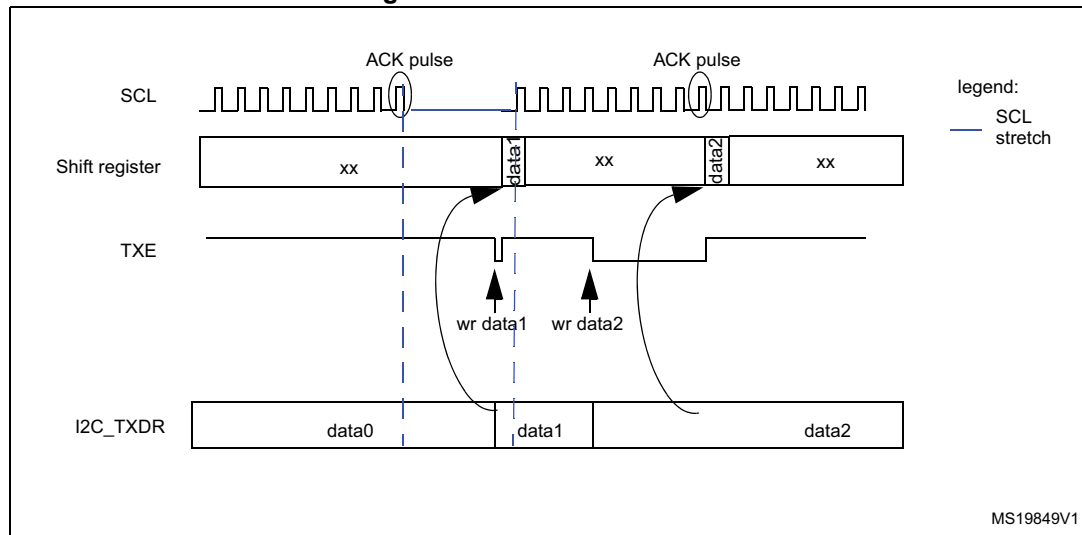 ACK pulse
ACK pulse
SCL
legend:
SCL
stretch
Shift register
xx
data1
xx
data2
xx
TXE
wr data1
wr data2
I2C_TXDR
data0
data1
data2
MS19849V1